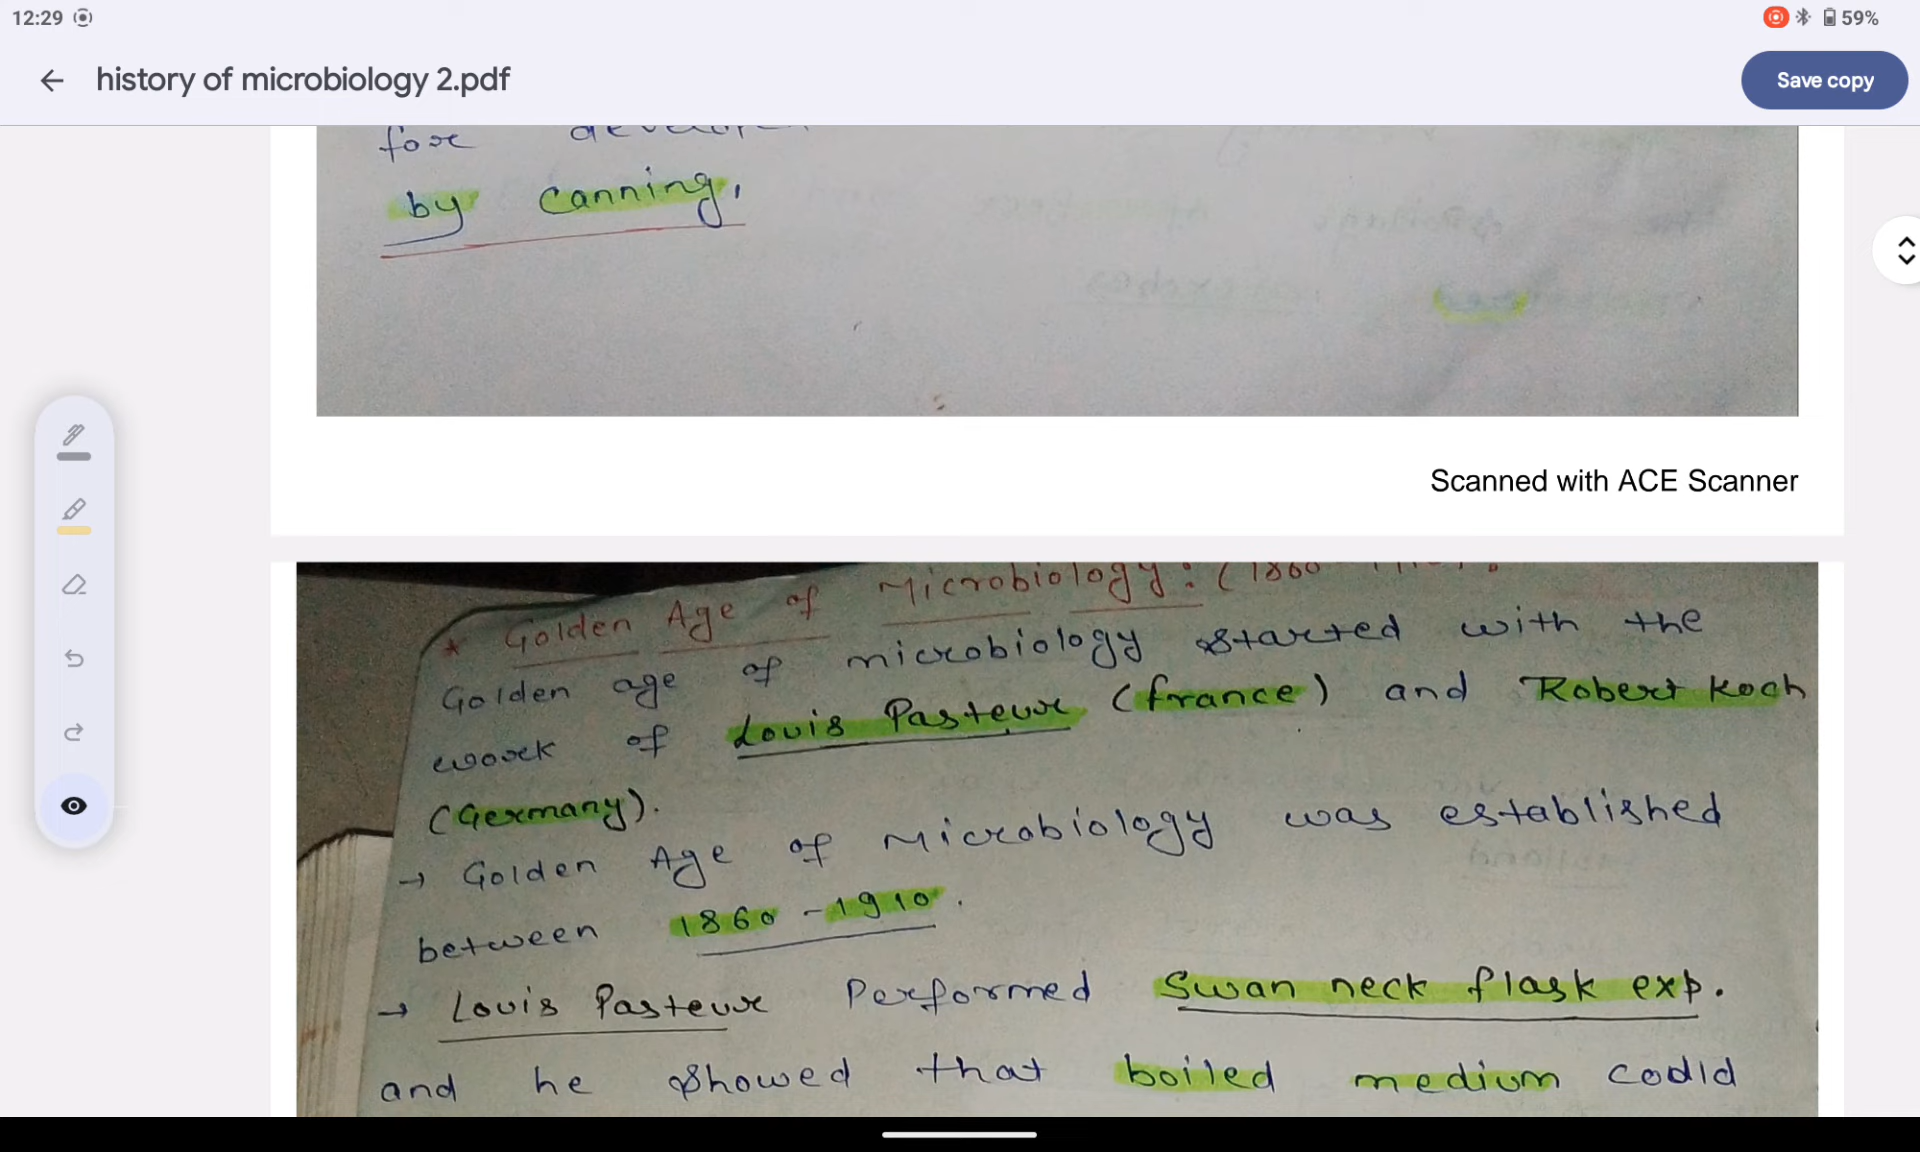 12:29
59%
history of microbiology 2.pdf
Save copy
for
by Canning,
Scanned with ACE Scanner
* Golden Age of Microbiology : (1860
Golden age of microbiology started with the
work of Louis Pasteur (france) and Robert Koch
(Germany).
→ Golden Age of Microbiology was established
between 1860 - 1910.
→ Louis Pasteur Performed Swan neck flask exp.
and he showed that boiled medium codld